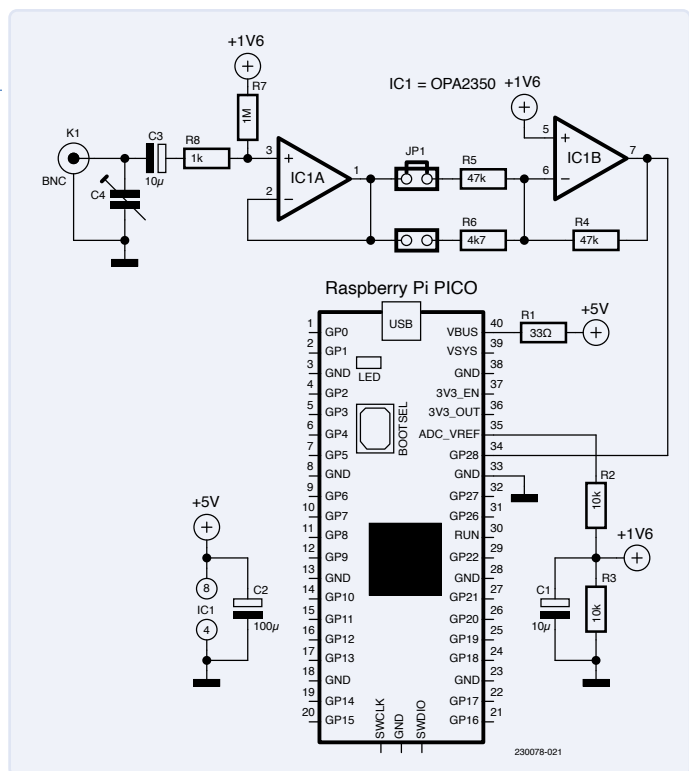 +1V6
R7
1M
IC1 = OPA2350
+1V6
K1
BNC
C3
10µ
R8
1k
C4
3
2
+
–
IC1A
1
JP1
R5
47k
R6
4k7
5
6
+
–
IC1B
7
R4
47k
Raspberry Pi PICO
USB
LED
BOOTSEL
1 GP0
2 GP1
3 GND
4 GP2
5 GP3
6 GP4
7 GP5
8 GND
9 GP6
10 GP7
11 GP8
12 GP9
13 GND
14 GP10
15 GP11
16 GP12
17 GP13
18 GND
19 GP14
20 GP15
VBUS 40
VSYS 39
GND 38
3V3_EN 37
3V3_OUT 36
ADC_VREF 35
GP28 34
GND 33
GP27 32
GP26 31
RUN 30
GP22 29
GND 28
GP21 27
GP20 26
GP19 25
GP18 24
GND 23
GP17 22
GP16 21
SWCLK
GND
SWDIO
R1
33Ω
+5V
R2
10k
+1V6
C1
10µ
R3
10k
+5V
8
IC1
4
C2
100µ
230078-021